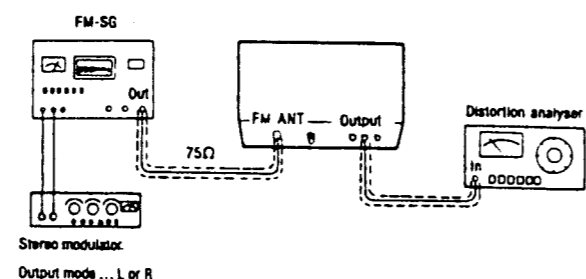 FM-SG
Out
FM ANT
Output
75Ω
Distortion analyser
In
Stereo modulator.
Output mode ... L or R